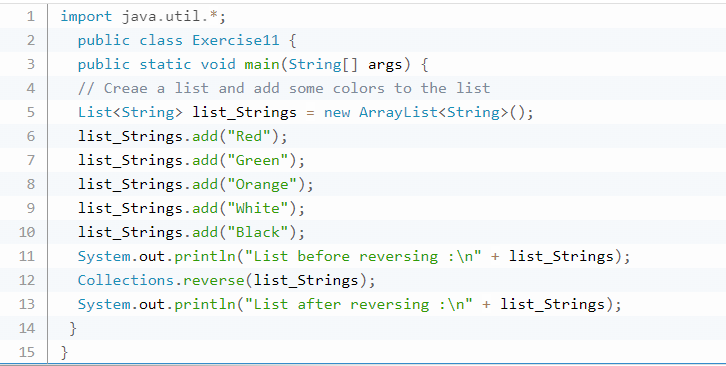 1 import java.util.*;
2 public class Exercise11 {
3 public static void main(String[] args) {
4 // Creae a list and add some colors to the list
5 List<String> list_Strings = new ArrayList<String>();
6 list_Strings.add("Red");
7 list_Strings.add("Green");
8 list_Strings.add("Orange");
9 list_Strings.add("White");
10 list_Strings.add("Black");
11 System.out.println("List before reversing :\n" + list_Strings);
12 Collections.reverse(list_Strings);
13 System.out.println("List after reversing :\n" + list_Strings);
14 }
15 }